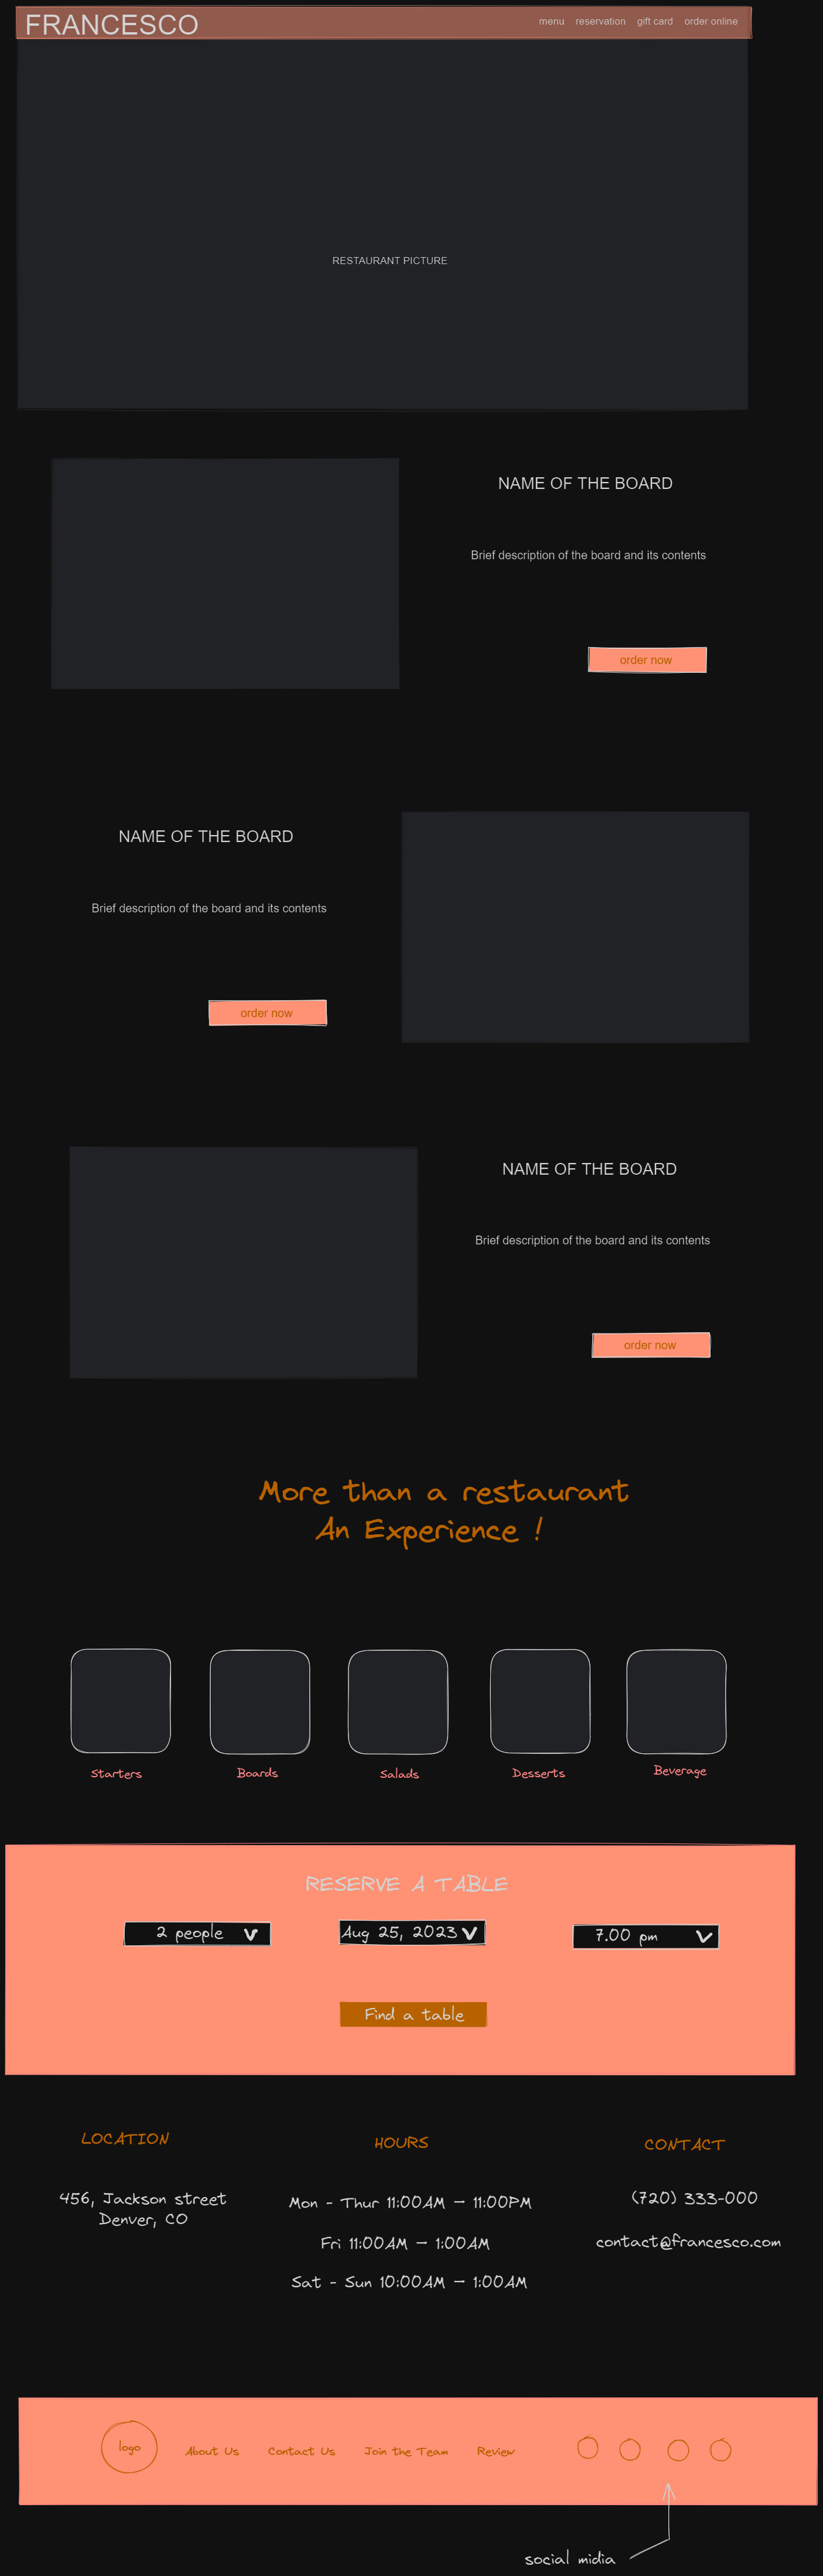 FRANCESCO
menu reservation gift card order online
RESTAURANT PICTURE
NAME OF THE BOARD
Brief description of the board and its contents
order now
NAME OF THE BOARD
Brief description of the board and its contents
order now
NAME OF THE BOARD
Brief description of the board and its contents
order now
More than a restaurant
An Experience !
Starters Boards Salads Desserts Beverage
RESERVE A TABLE
2 people Aug 25, 2023 7.00 pm
Find a table
LOCATION
456, Jackson street
Denver, CO
HOURS
Mon - Thur 11:00AM – 11:00PM
Fri 11:00AM – 1:00AM
Sat - Sun 10:00AM – 1:00AM
CONTACT
(720) 333-000
contact@francesco.com
logo About Us Contact Us Join the Team Review
social midia